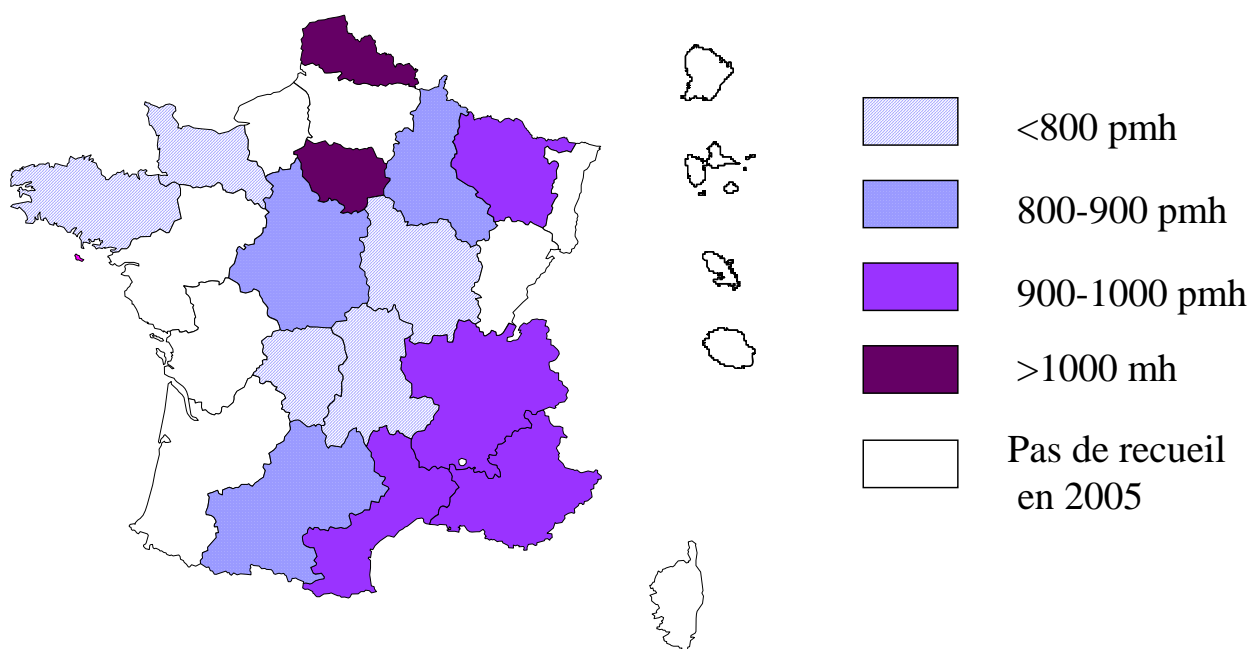 <800 pmh
800-900 pmh
900-1000 pmh
>1000 mh
Pas de recueil
en 2005